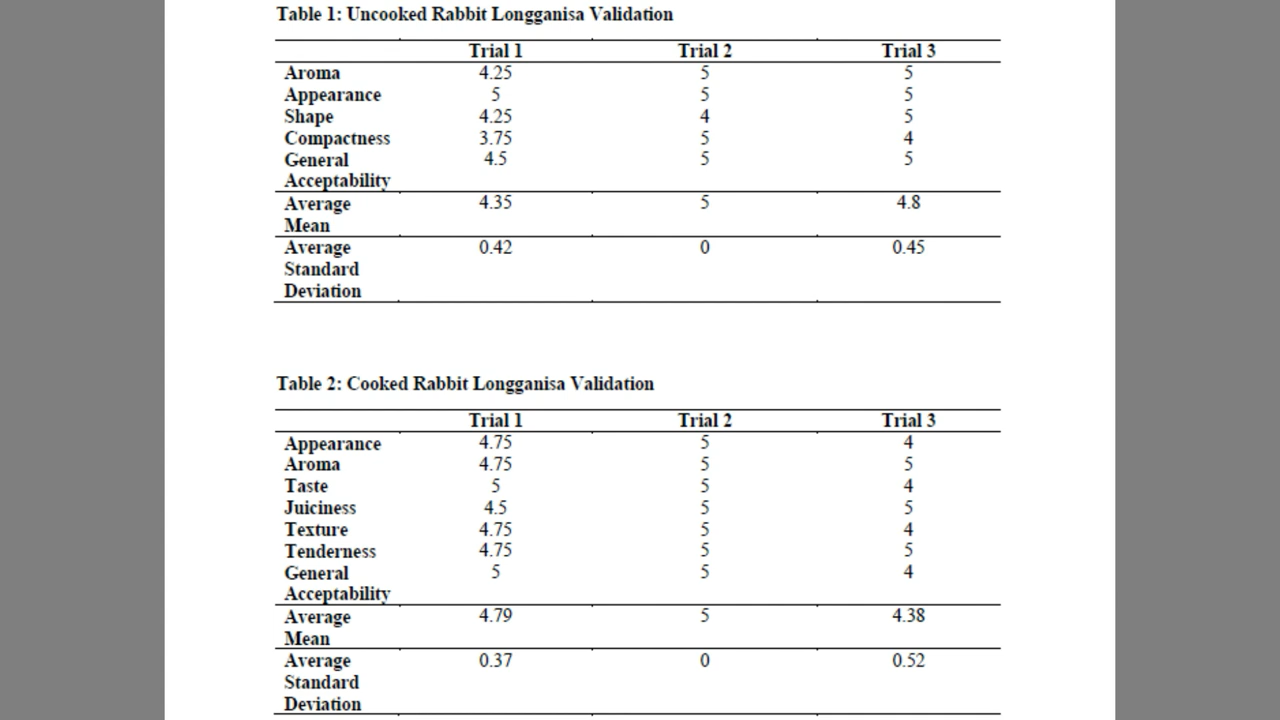 Table 1: Uncooked Rabbit Longganisa Validation
Trial 1 Trial 2 Trial 3
Aroma 4.25 5 5
Appearance 5 5 5
Shape 4.25 4 5
Compactness 3.75 5 4
General 4.5 5 5
Acceptability
Average 4.35 5 4.8
Mean
Average 0.42 0 0.45
Standard
Deviation
Table 2: Cooked Rabbit Longganisa Validation
Trial 1 Trial 2 Trial 3
Appearance 4.75 5 4
Aroma 4.75 5 5
Taste 5 5 4
Juiciness 4.5 5 5
Texture 4.75 5 4
Tenderness 4.75 5 5
General 5 5 4
Acceptability
Average 4.79 5 4.38
Mean
Average 0.37 0 0.52
Standard
Deviation